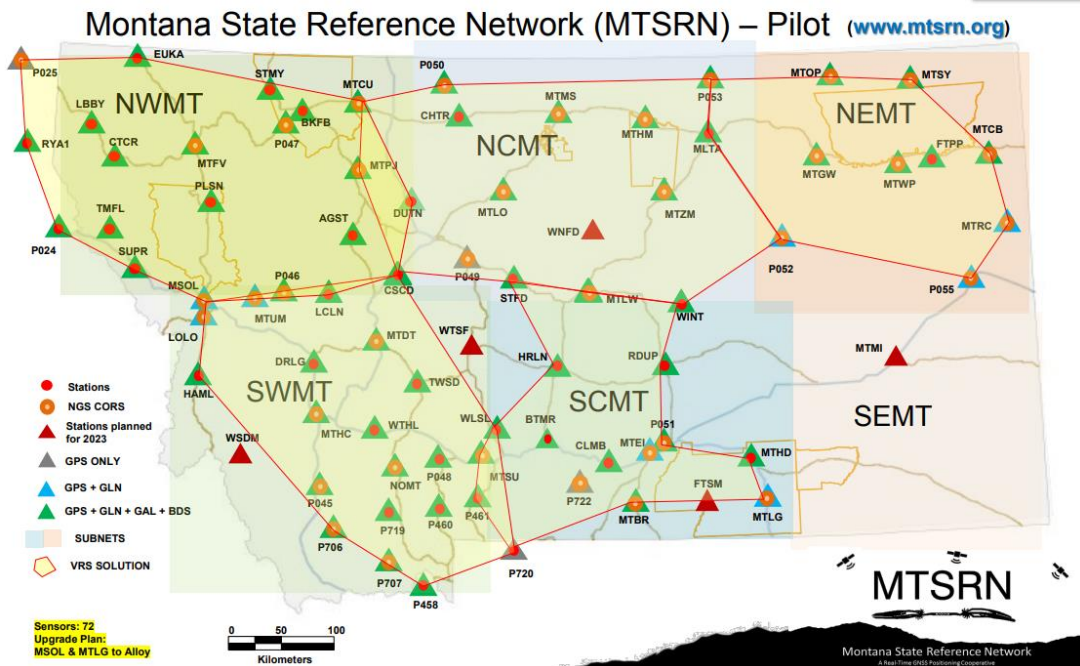 Montana State Reference Network (MTSRN) – Pilot (www.mtsrn.org)
P025
EUKA
STMY
MTCU
P050
P053
MTOP
MTSY
LBBY
NWMT
BKFB
P047
CHTR
MTMS
MTHM
NCMT
NEMT
MTCB
RYA1
CTCR
MTFV
MTPJ
MLTA
MTGW
MTWP
FTPP
PLSN
DUTN
MTLO
MTZM
TMFL
AGST
WNFD
MTRC
P024
SUPR
P049
P052
MSOL
P046
CSCD
STFD
MTLW
P055
MTUM
LCLN
WINT
LOLO
MTDT
WTSF
DRLG
HRLN
RDUP
MTMI
Stations
HAML
SWMT
TWSD
SCMT
SEMT
NGS CORS
MTHC
WTHL
WLSL
BTMR
P051
Stations planned
for 2023
WSDM
CLMB
MTEI
MTHD
GPS ONLY
P048
MTSU
NOMT
P045
P722
FTSM
GPS + GLN
P719
P460
P461
MTBR
MTLG
GPS + GLN + GAL + BDS
SUBNETS
P706
P720
VRS SOLUTION
P707
P458
MTSRN
Sensors: 72
Upgrade Plan:
MSOL & MTLG to Alloy
0 50 100
Kilometers
Montana State Reference Network
A Real-Time GNSS Positioning Cooperative